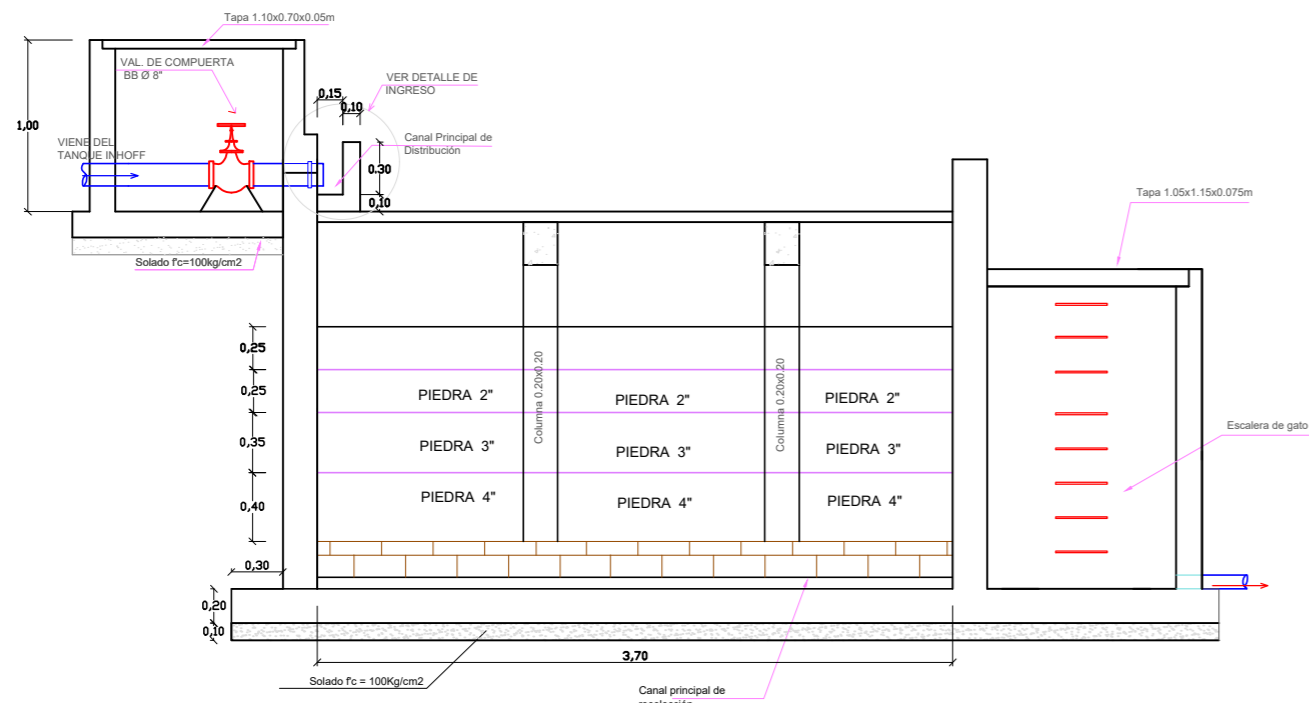 Tapa 1.10x0.70x0.05m
VAL. DE COMPUERTA
BB Ø 8"
VER DETALLE DE
INGRESO
0,15
0,10
1,00
VIENE DEL
TANQUE INHOFF
Canal Principal de
Distribución
0.30
0,10
Tapa 1.05x1.15x0.075m
Solado f'c=100kg/cm2
0,25
0,25
0,35
0,40
Columna 0.20x0.20
Columna 0.20x0.20
PIEDRA 2"
PIEDRA 2"
PIEDRA 2"
PIEDRA 3"
PIEDRA 3"
PIEDRA 3"
PIEDRA 4"
PIEDRA 4"
PIEDRA 4"
Escalera de gato
0,30
0,20
0,10
3,70
Solado f'c = 100Kg/cm2
Canal principal de